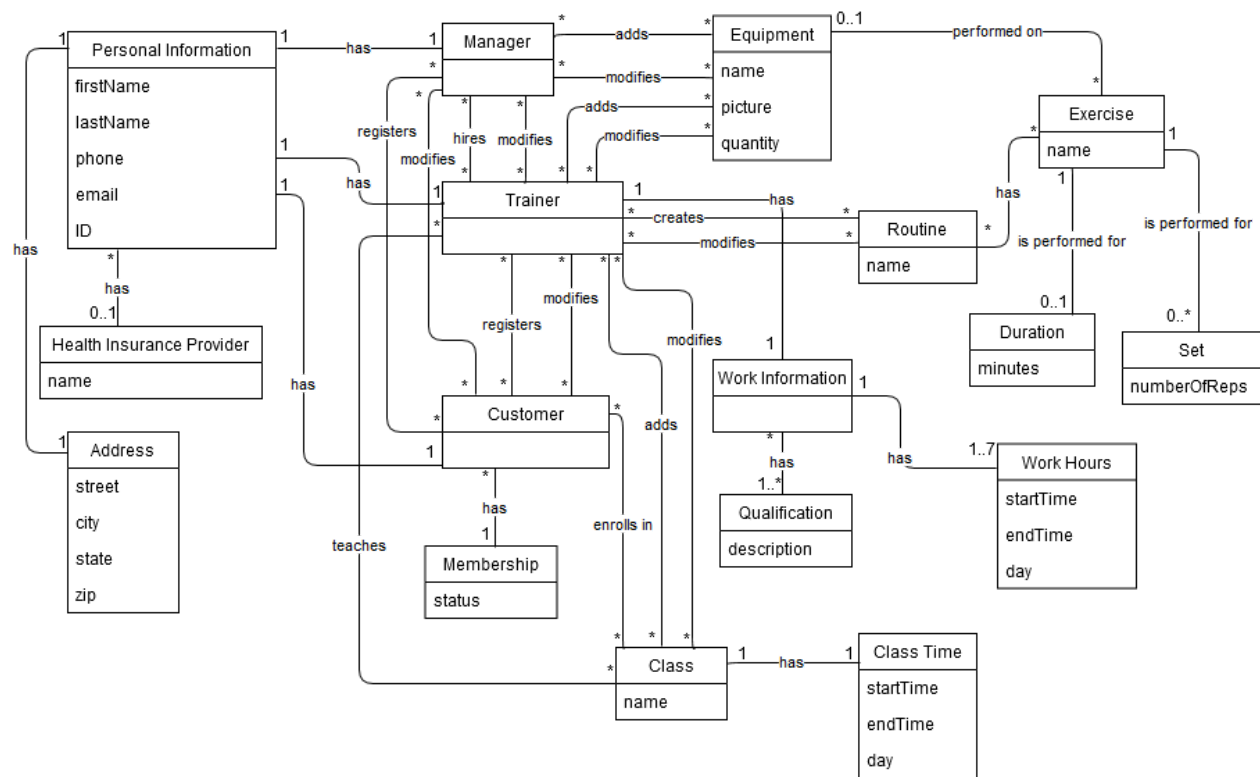 * * 0..1
1 Personal Information 1 has 1 Manager adds Equipment performed on
firstName * * modifies * name
lastName * * * * adds * picture *
phone registers hires modifies modifies * quantity Exercise
email 1 modifies * name 1
ID 1 has * * * * 1
has 1 Trainer 1 has has
* * creates * Routine * is performed for is performed for
has * modifies * name
0..1 modifies 0..1 0..*
Health Insurance Provider registers modifies Duration Set
name 1 minutes numberOfReps
has * * * Work Information 1
* Customer * adds
1 Address 1 * has 1..7 Work Hours
street * 1..* has startTime
city has enrolls in Qualification endTime
state teaches 1 description day
zip Membership
status
* * *
Class 1 has 1 Class Time
* name startTime
endTime
day